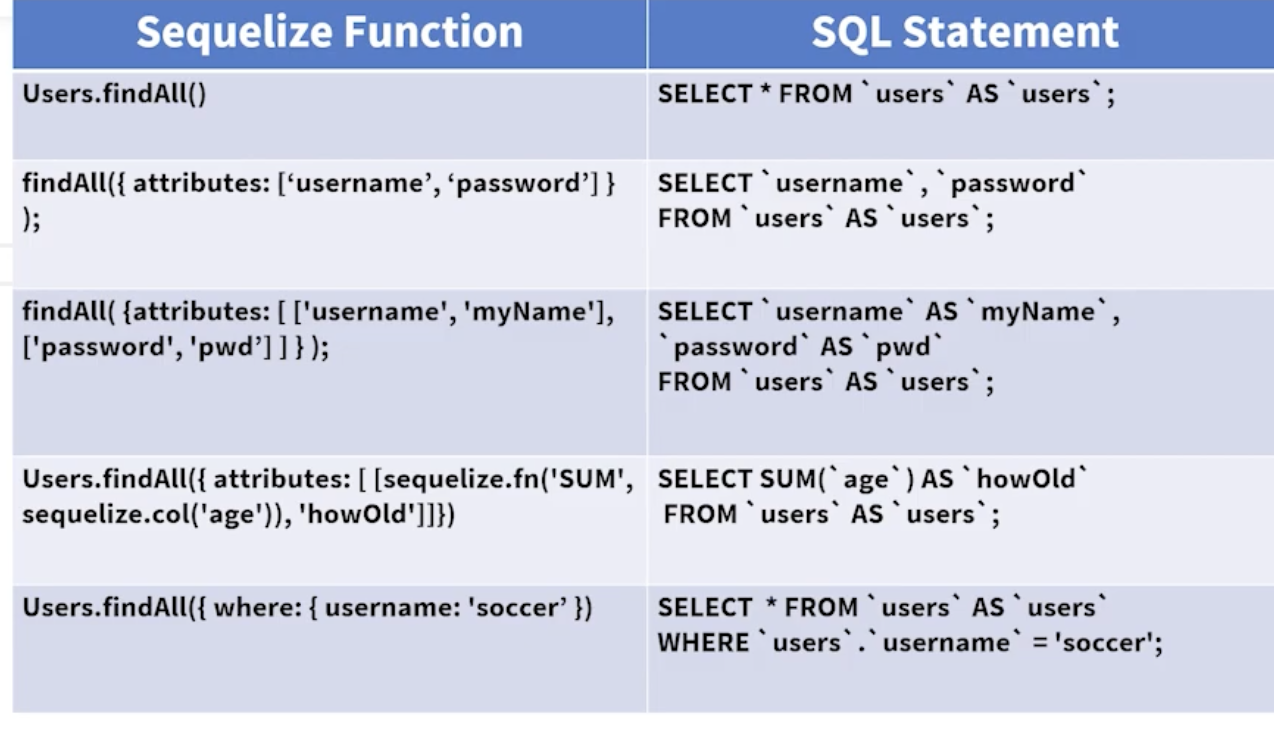 Sequelize Function
SQL Statement
Users.findAll()
SELECT * FROM `users` AS `users`;
findAll({ attributes: [‘username’, ‘password’] }
);
SELECT `username`, `password`
FROM `users` AS `users`;
findAll( {attributes: [ ['username', 'myName'],
['password', 'pwd’] ] } );
SELECT `username` AS `myName`,
`password` AS `pwd`
FROM `users` AS `users`;
Users.findAll({ attributes: [ [sequelize.fn('SUM',
sequelize.col('age')), 'howOld']]})
SELECT SUM(`age`) AS `howOld`
FROM `users` AS `users`;
Users.findAll({ where: { username: 'soccer’ })
SELECT * FROM `users` AS `users`
WHERE `users`.`username` = 'soccer';